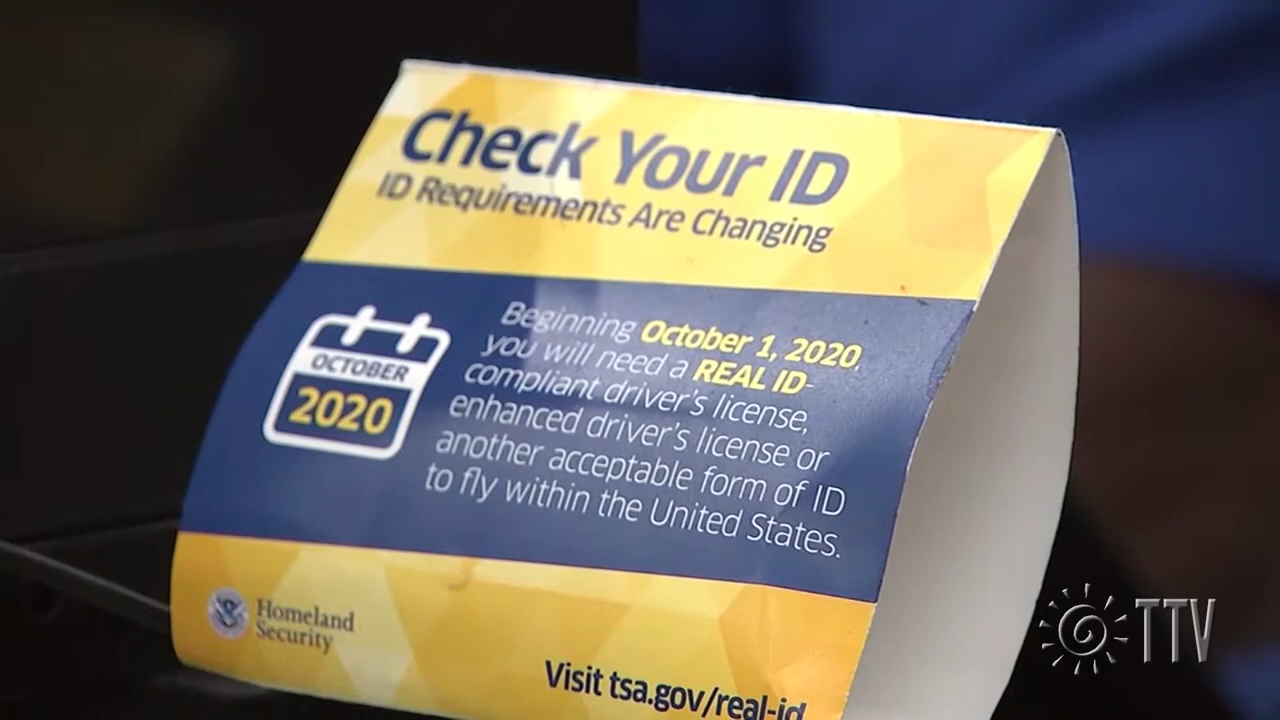 Check Your ID
ID Requirements Are Changing
OCTOBER
2020
Beginning October 1, 2020,
you will need a REAL ID-
compliant driver's license,
enhanced driver's license or
another acceptable form of ID
to fly within the United States.
Homeland
Security
Visit tsa.gov/real-id
TTV